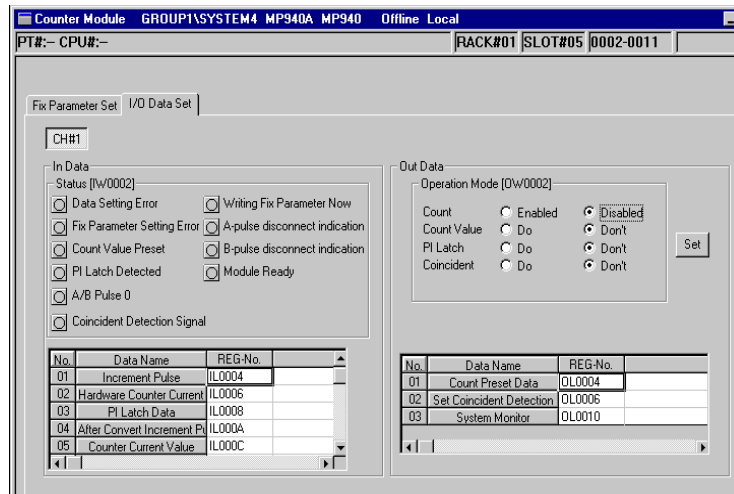 Counter Module GROUP1\SYSTEM4 MP940A MP940 Offline Local
PT#:– CPU#:– RACK#01 SLOT#05 0002-0011
Fix Parameter Set I/O Data Set
CH#1
In Data
Status [IW0002]
Data Setting Error Writing Fix Parameter Now
Fix Parameter Setting Error A-pulse disconnect indication
Count Value Preset B-pulse disconnect indication
PI Latch Detected Module Ready
A/B Pulse 0
Coincident Detection Signal
No. Data Name REG-No.
01 Increment Pulse IL0004
02 Hardware Counter Current IL0006
03 PI Latch Data IL0008
04 After Convert Increment Pu IL000A
05 Counter Current Value IL000C
Out Data
Operation Mode [OW0002]
Count Enabled Disabled
Count Value Do Don't
PI Latch Do Don't
Coincident Do Don't
Set
No. Data Name REG-No.
01 Count Preset Data OL0004
02 Set Coincident Detection OL0006
03 System Monitor OL0010